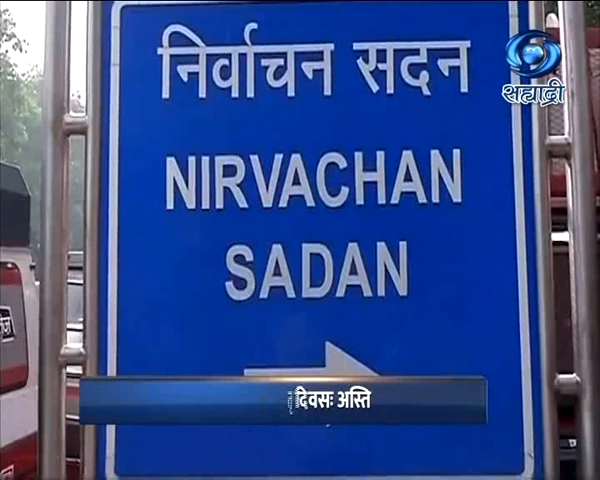 निर्वाचन सदन
सह्याद्री
NIRVACHAN
SADAN
दिवसः अस्ति